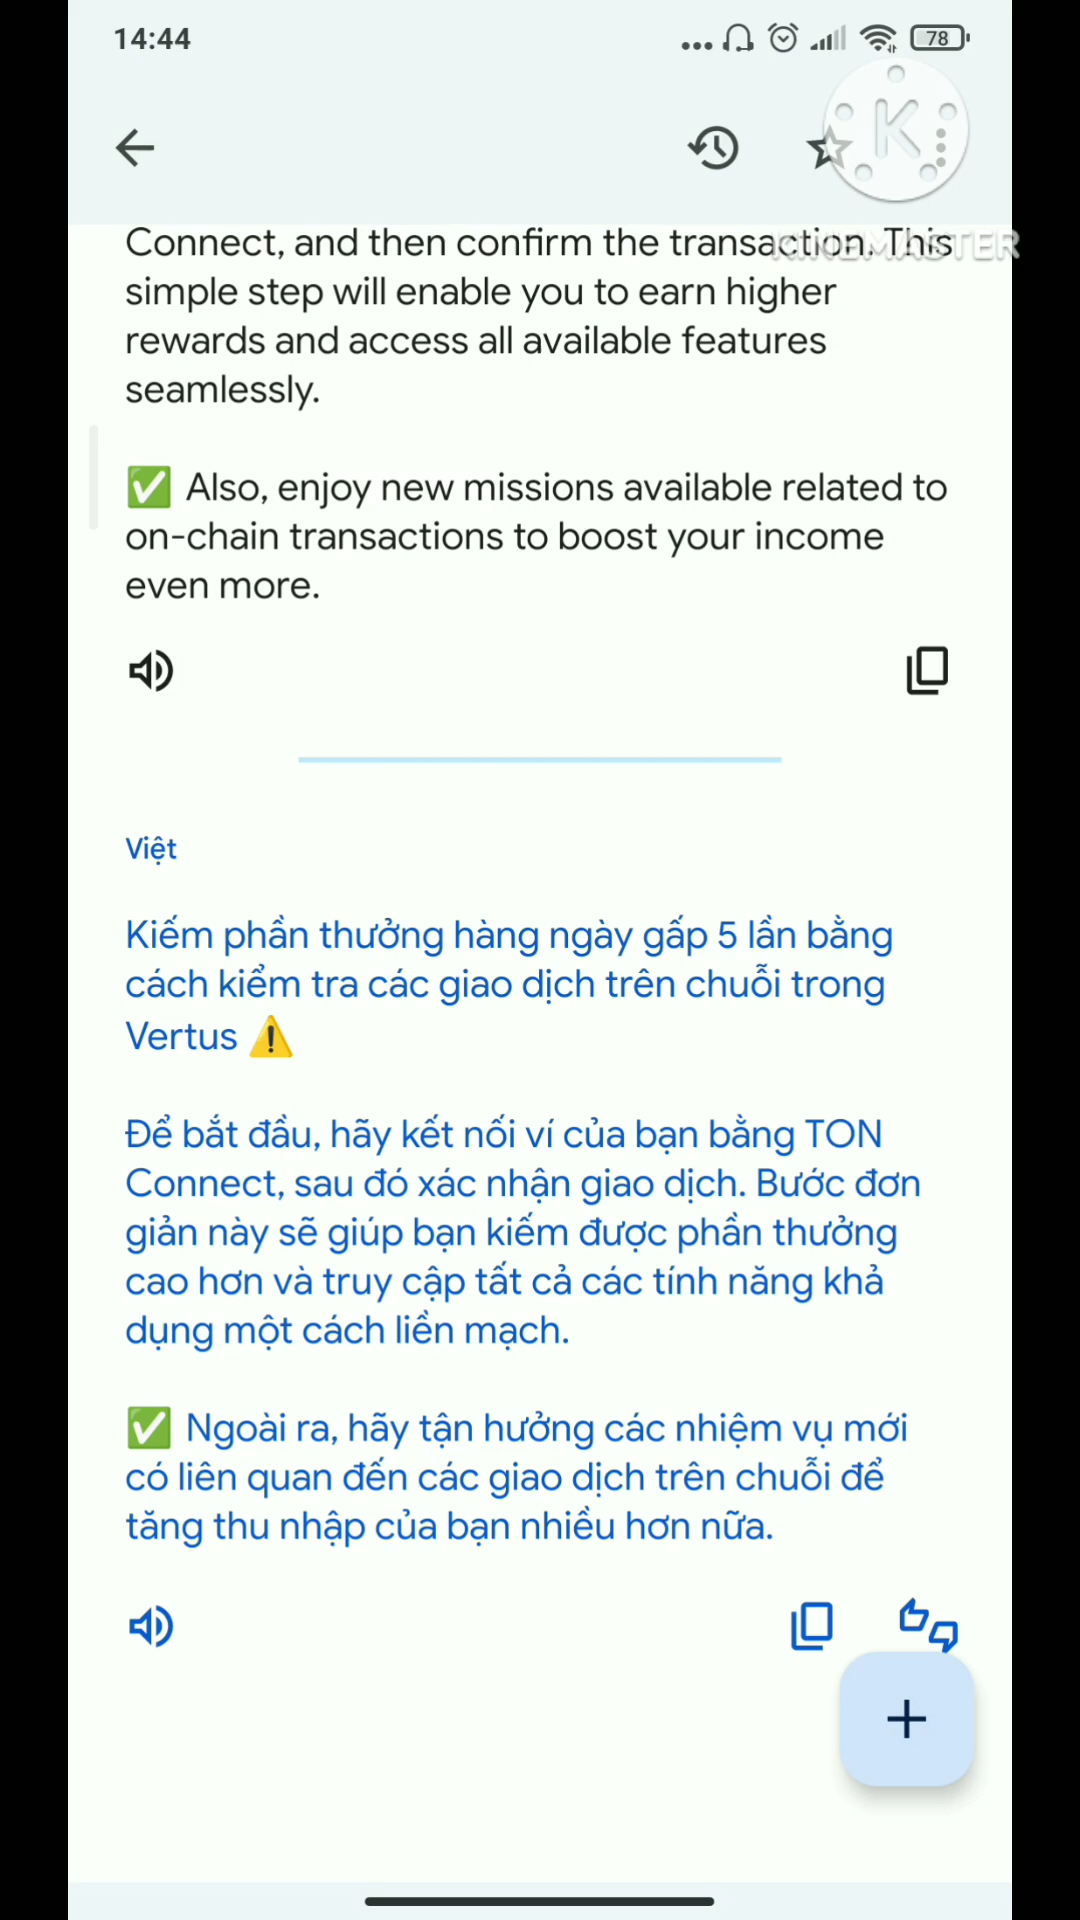 14:44
78
K
KINEMASTER
Connect, and then confirm the transaction. This
simple step will enable you to earn higher
rewards and access all available features
seamlessly.
✅ Also, enjoy new missions available related to
on-chain transactions to boost your income
even more.
Việt
Kiếm phần thưởng hàng ngày gấp 5 lần bằng
cách kiểm tra các giao dịch trên chuỗi trong
Vertus ⚠️
Để bắt đầu, hãy kết nối ví của bạn bằng TON
Connect, sau đó xác nhận giao dịch. Bước đơn
giản này sẽ giúp bạn kiếm được phần thưởng
cao hơn và truy cập tất cả các tính năng khả
dụng một cách liền mạch.
✅ Ngoài ra, hãy tận hưởng các nhiệm vụ mới
có liên quan đến các giao dịch trên chuỗi để
tăng thu nhập của bạn nhiều hơn nữa.